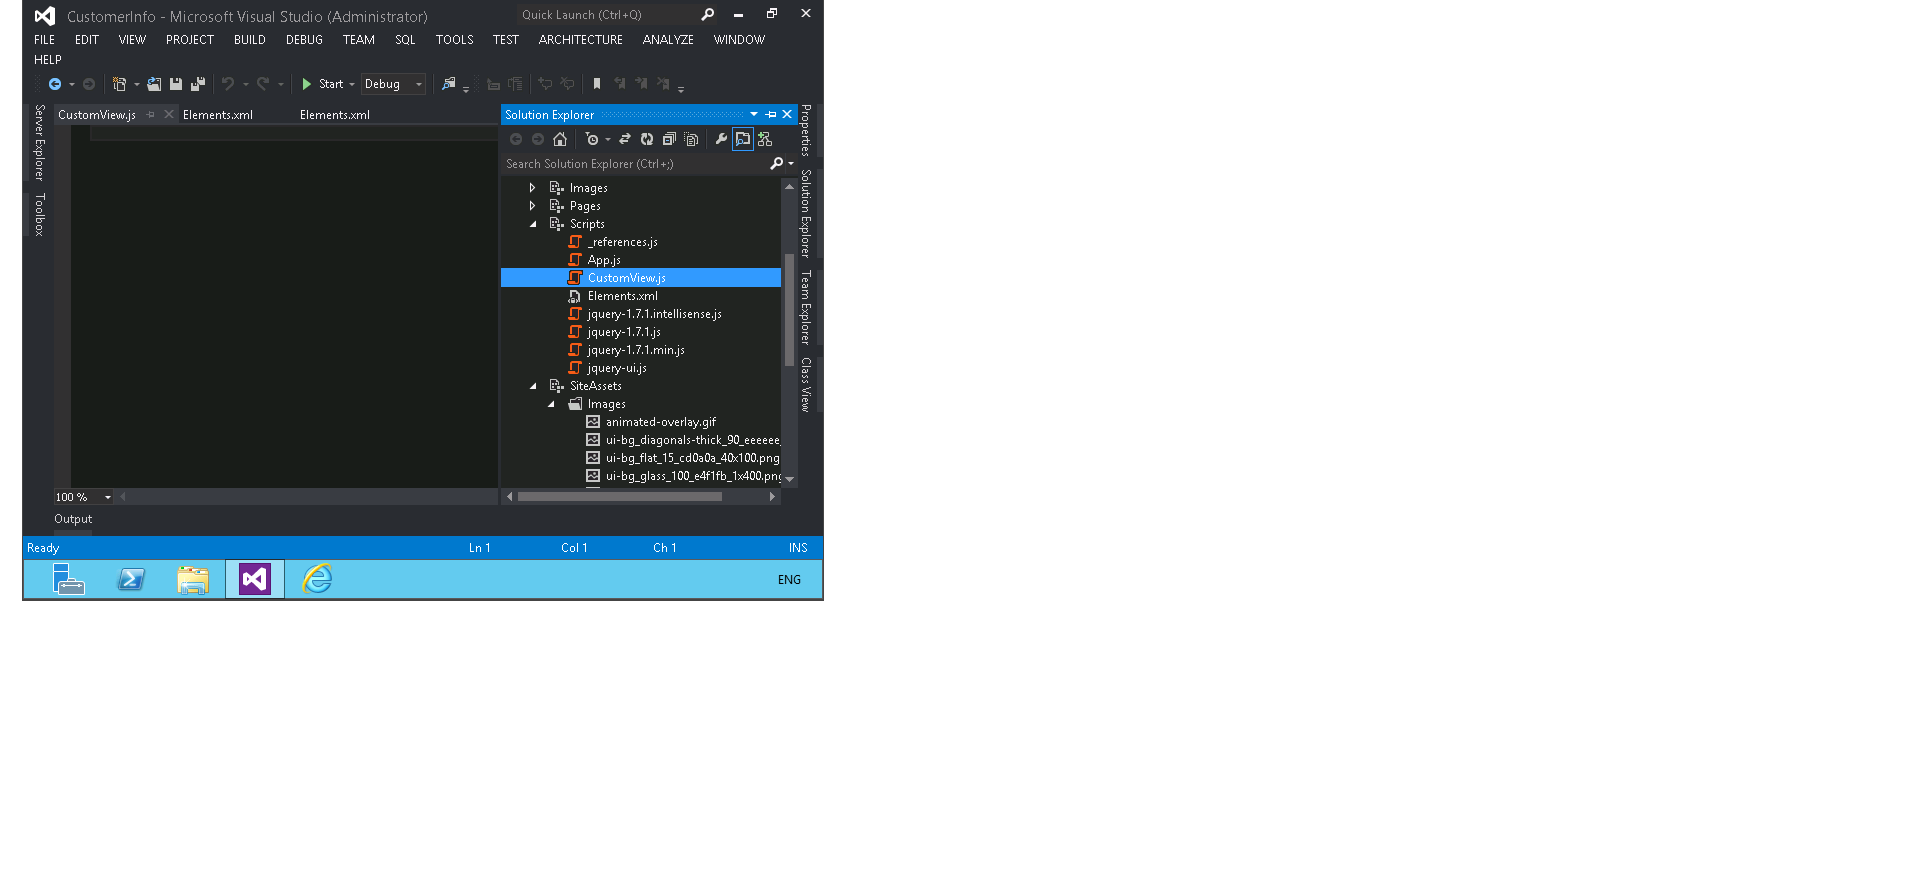 CustomerInfo - Microsoft Visual Studio (Administrator)
Quick Launch (Ctrl+Q)
FILE EDIT VIEW PROJECT BUILD DEBUG TEAM SQL TOOLS TEST ARCHITECTURE ANALYZE WINDOW
HELP
Start Debug
Server Explorer
Toolbox
CustomView.js Elements.xml Elements.xml
Solution Explorer
Search Solution Explorer (Ctrl+;)
Images
Pages
Scripts
_references.js
App.js
CustomView.js
Elements.xml
jquery-1.7.1.intellisense.js
jquery-1.7.1.js
jquery-1.7.1.min.js
jquery-ui.js
SiteAssets
Images
animated-overlay.gif
ui-bg_diagonals-thick_90_eeeeee_
ui-bg_flat_15_cd0a0a_40x100.png
ui-bg_glass_100_e4f1fb_1x400.png
Properties
Solution Explorer
Team Explorer
Class View
100 %
Output
Ready Ln 1 Col 1 Ch 1 INS
ENG